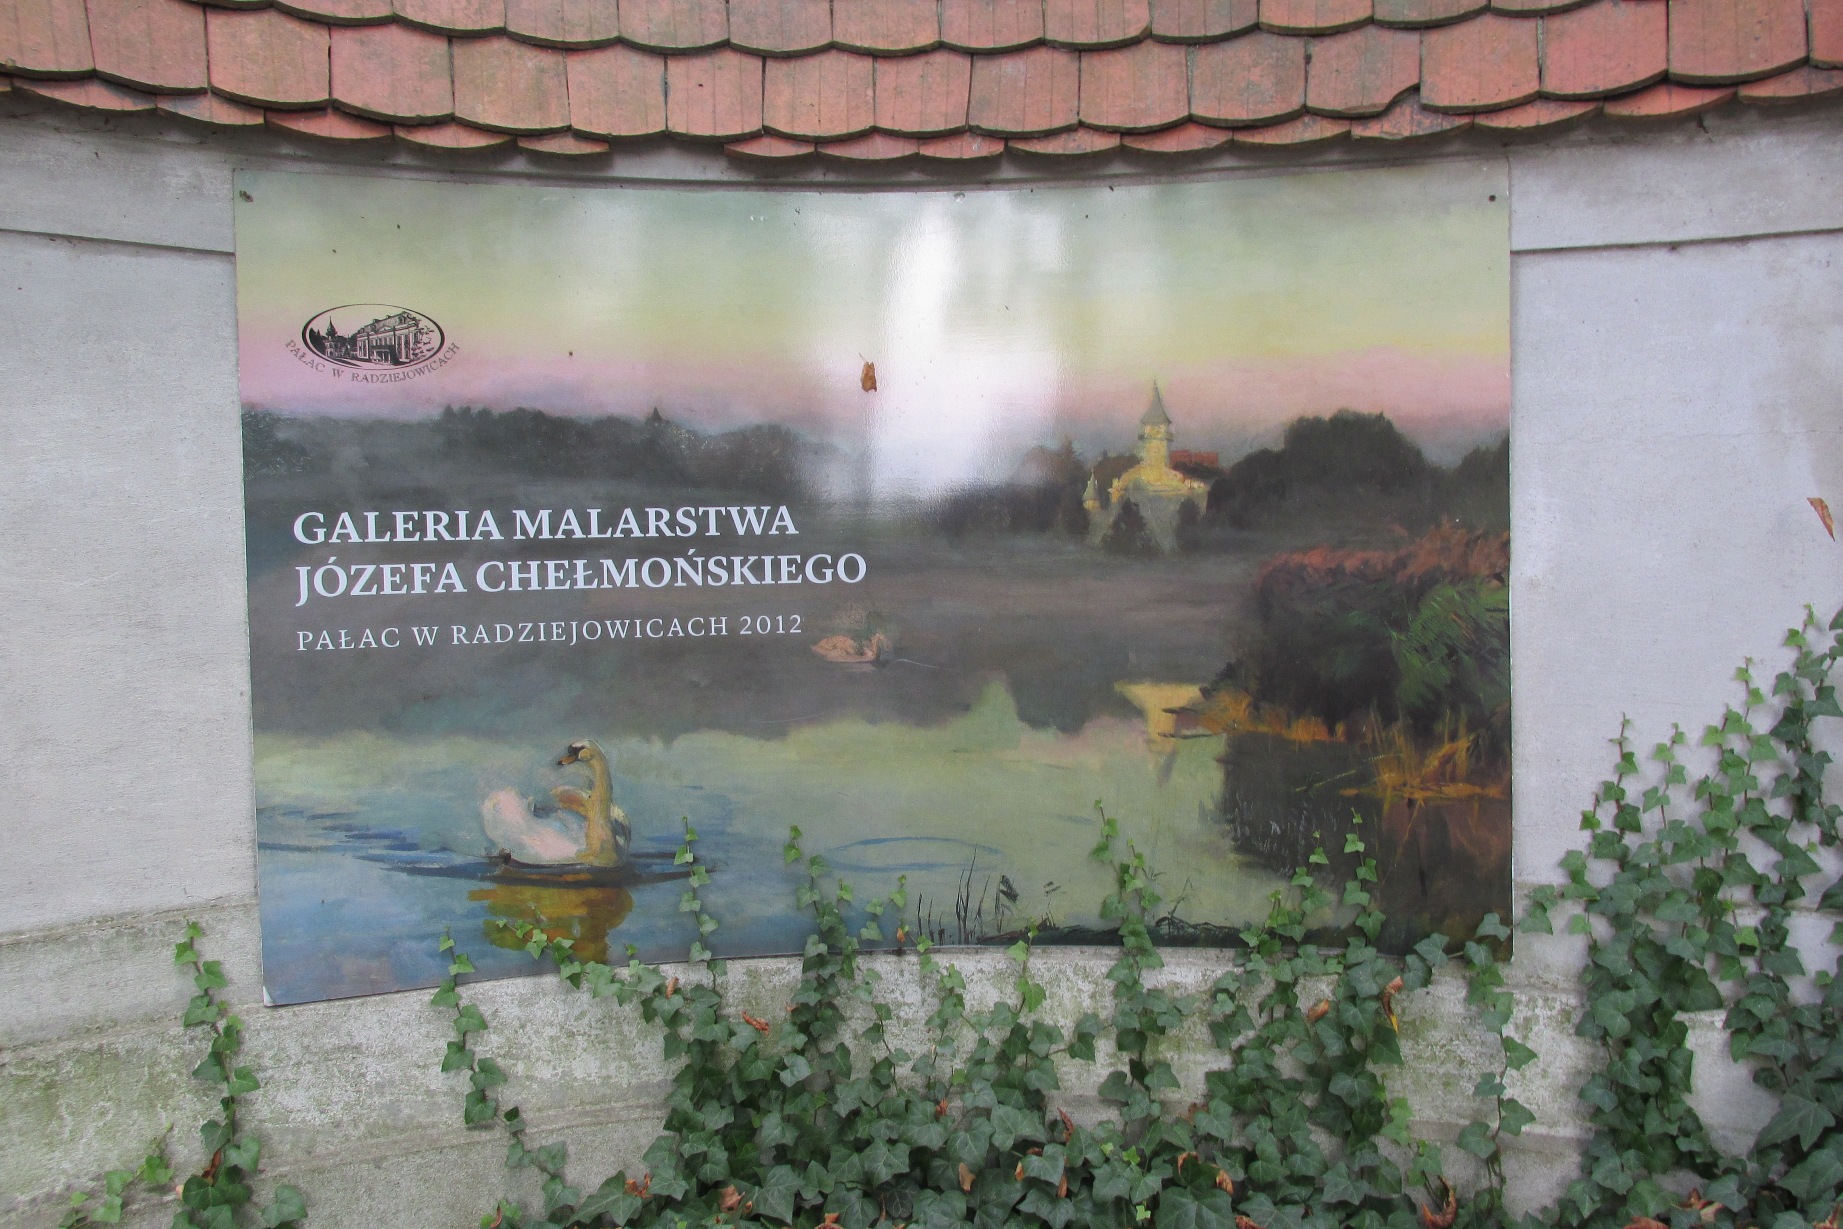 PAŁAC W RADZIEJOWICACH
GALERIA MALARSTWA
JÓZEFA CHEŁMOŃSKIEGO
PAŁAC W RADZIEJOWICACH 2012